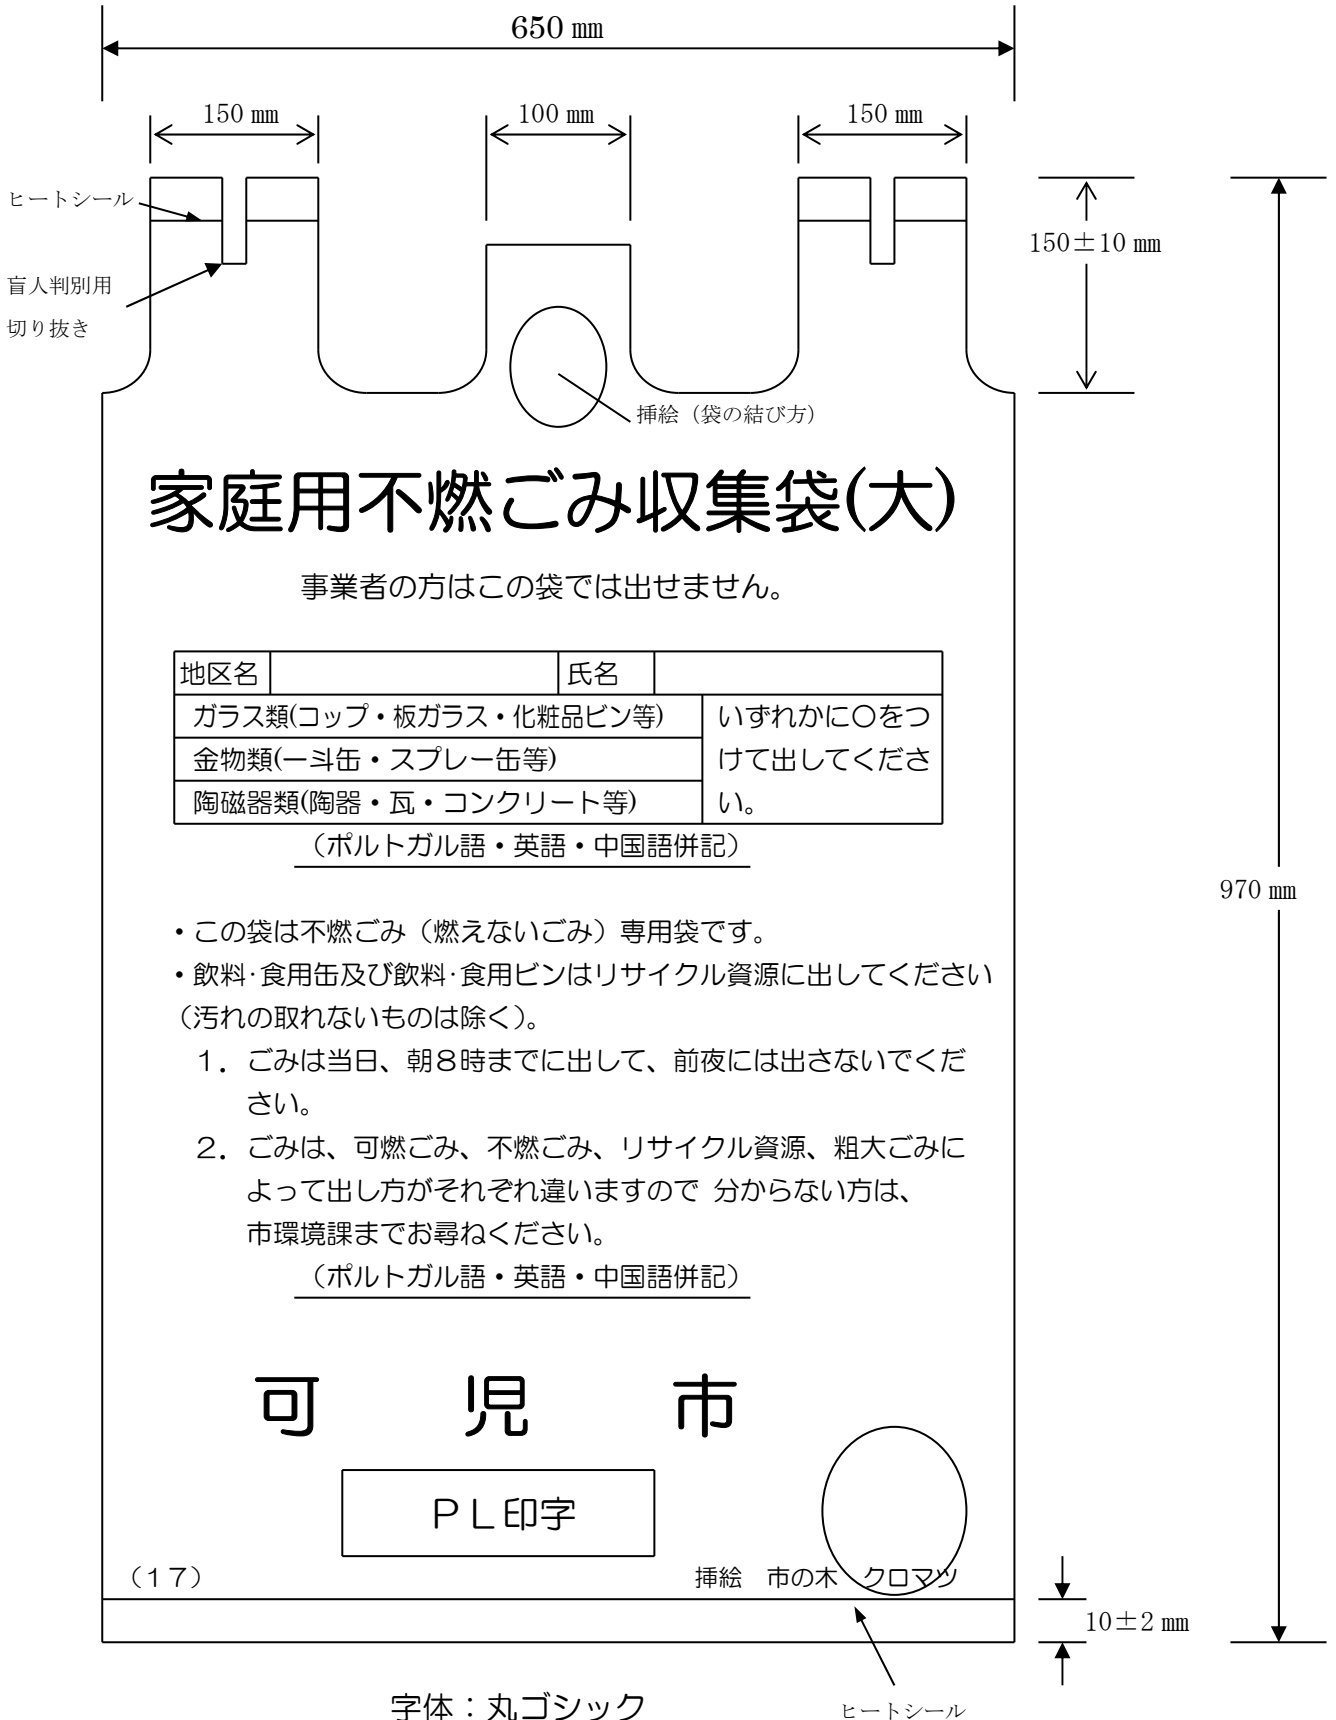 650 ㎜
150 ㎜
100 ㎜
150 ㎜
ヒートシール
150±10 ㎜
盲人判別用
切り抜き
挿絵（袋の結び方）
家庭用不燃ごみ収集袋(大)
事業者の方はこの袋では出せません。
地区名 氏名
ガラス類(コップ・板ガラス・化粧品ビン等)
金物類(一斗缶・スプレー缶等)
陶磁器類(陶器・瓦・コンクリート等)
いずれかに〇をつ
けて出してくださ
い。
（ポルトガル語・英語・中国語併記）
970 ㎜
・この袋は不燃ごみ（燃えないごみ）専用袋です。
・飲料･食用缶及び飲料･食用ビンはリサイクル資源に出してください
（汚れの取れないものは除く）。
１．ごみは当日、朝８時までに出して、前夜には出さないでくだ
さい。
２．ごみは、可燃ごみ、不燃ごみ、リサイクル資源、粗大ごみに
よって出し方がそれぞれ違いますので 分からない方は、
市環境課までお尋ねください。
（ポルトガル語・英語・中国語併記）
可 児 市
ＰＬ印字
（１７）
挿絵　市の木　クロマツ
10±2 ㎜
字体：丸ゴシック
ヒートシール